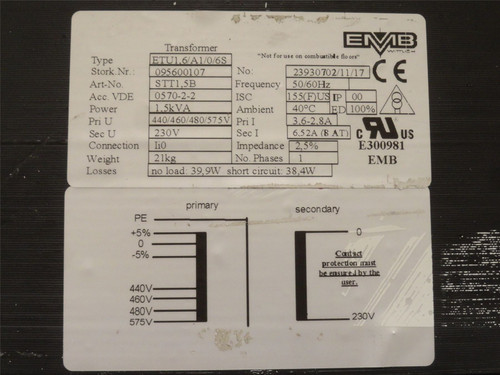 Transformer
EMB
"Not for use on combustible floors"
Type ETU1,6/A1/0/6S
Stork.Nr.: 095600107 No: 23930702/11/17
Art-No. STT1,5B Frequency 50/60Hz
Acc. VDE 0570-2-2 ISC 155(F)US IP 00
Power 1,5kVA Ambient 40°C ED 100%
Pri U 440/460/480/575V Pri I 3.6-2.8A
Sec U 230V Sec I 6.52A (8 AT)
Connection Ii0 Impedance 2,5%
Weight 21kg No. Phases 1
Losses no load: 39,9W short circuit: 38,4W
CE
c RU US
E300981
EMB
primary secondary
PE
+5% 0
0
-5%
Contact
protection must
be ensured by the
user.
440V
460V
480V
575V 230V